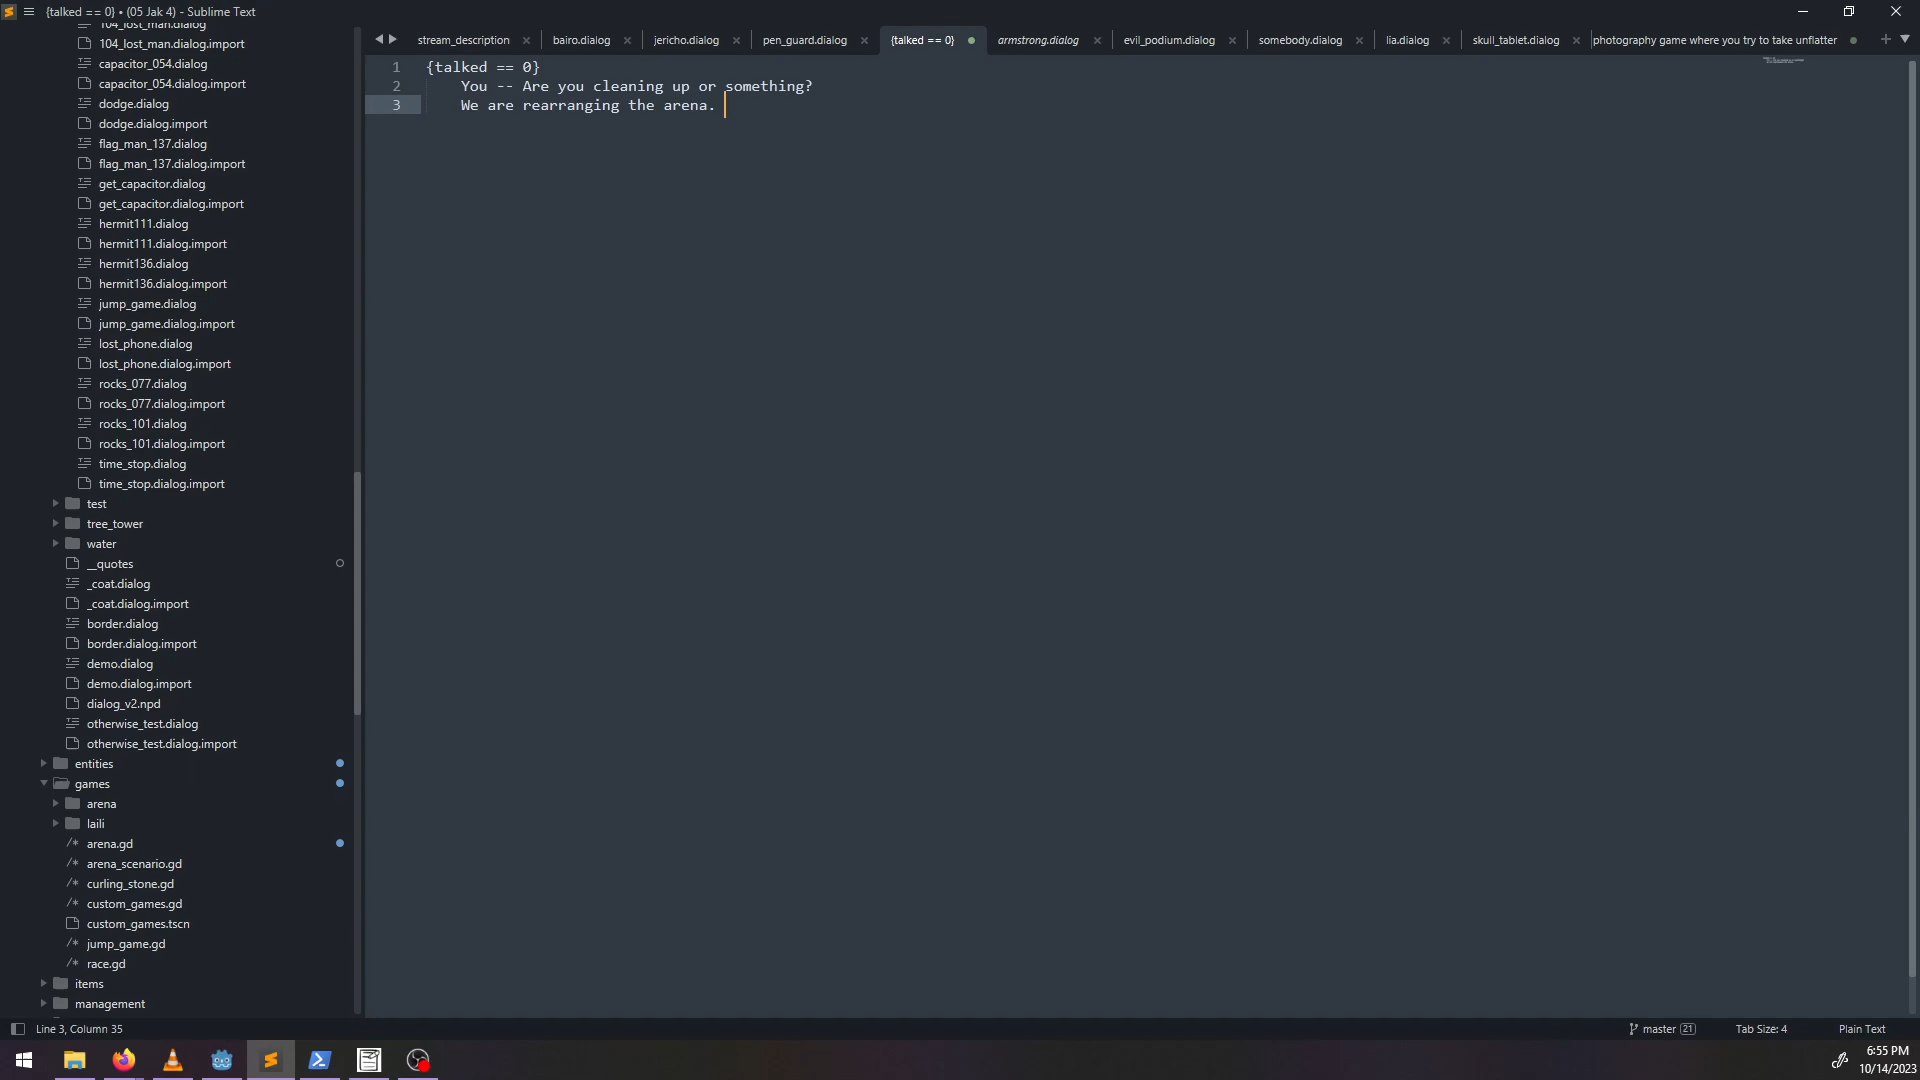 {talked == 0} • (05 Jak 4) - Sublime Text
104_lost_man.dialog
104_lost_man.dialog.import
capacitor_054.dialog
capacitor_054.dialog.import
dodge.dialog
dodge.dialog.import
flag_man_137.dialog
flag_man_137.dialog.import
get_capacitor.dialog
get_capacitor.dialog.import
hermit111.dialog
hermit111.dialog.import
hermit136.dialog
hermit136.dialog.import
jump_game.dialog
jump_game.dialog.import
lost_phone.dialog
lost_phone.dialog.import
rocks_077.dialog
rocks_077.dialog.import
rocks_101.dialog
rocks_101.dialog.import
time_stop.dialog
time_stop.dialog.import
test
tree_tower
water
__quotes
_coat.dialog
_coat.dialog.import
border.dialog
border.dialog.import
demo.dialog
demo.dialog.import
dialog_v2.npd
otherwise_test.dialog
otherwise_test.dialog.import
entities
games
arena
laili
arena.gd
arena_scenario.gd
curling_stone.gd
custom_games.gd
custom_games.tscn
jump_game.gd
race.gd
items
management
stream_description bairo.dialog jericho.dialog pen_guard.dialog {talked == 0} armstrong.dialog evil_podium.dialog somebody.dialog lia.dialog skull_tablet.dialog photography game where you try to take unflatter
1 {talked == 0}
2 You -- Are you cleaning up or something?
3 We are rearranging the arena.
Line 3, Column 35 master 21 Tab Size: 4 Plain Text
6:55 PM
10/14/2023